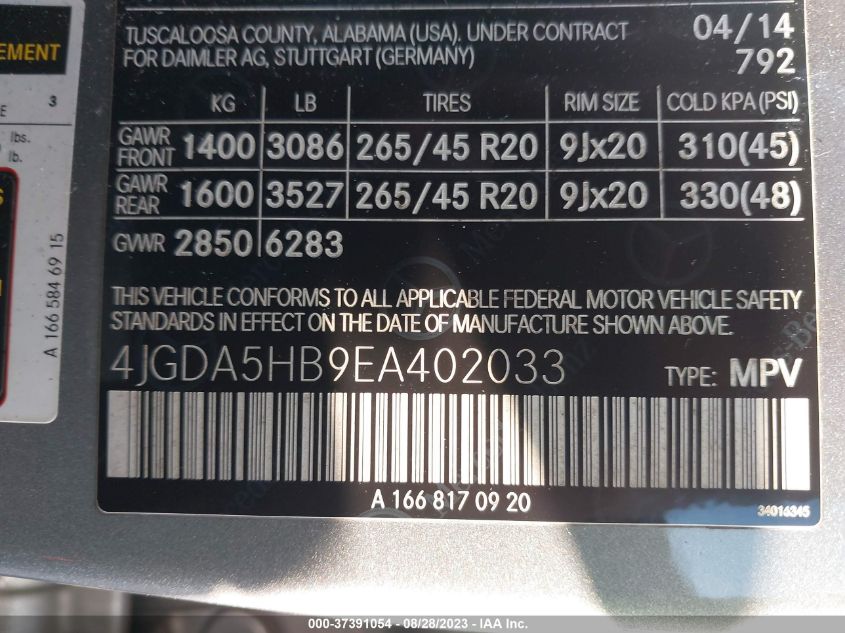 TUSCALOOSA COUNTY, ALABAMA (USA). UNDER CONTRACT
FOR DAIMLER AG, STUTTGART (GERMANY)
04/14
792
KG LB TIRES RIM SIZE COLD KPA (PSI)
GAWR FRONT 1400 3086 265/45 R20 9Jx20 310(45)
GAWR REAR 1600 3527 265/45 R20 9Jx20 330(48)
GVWR 2850 6283
THIS VEHICLE CONFORMS TO ALL APPLICABLE FEDERAL MOTOR VEHICLE SAFETY
STANDARDS IN EFFECT ON THE DATE OF MANUFACTURE SHOWN ABOVE.
4JGDA5HB9EA402033 TYPE: MPV
A 166 817 09 20
34016345
3
lbs.
lb.
A 166 584 69 15
000-37391054 - 08/28/2023 - IAA Inc.